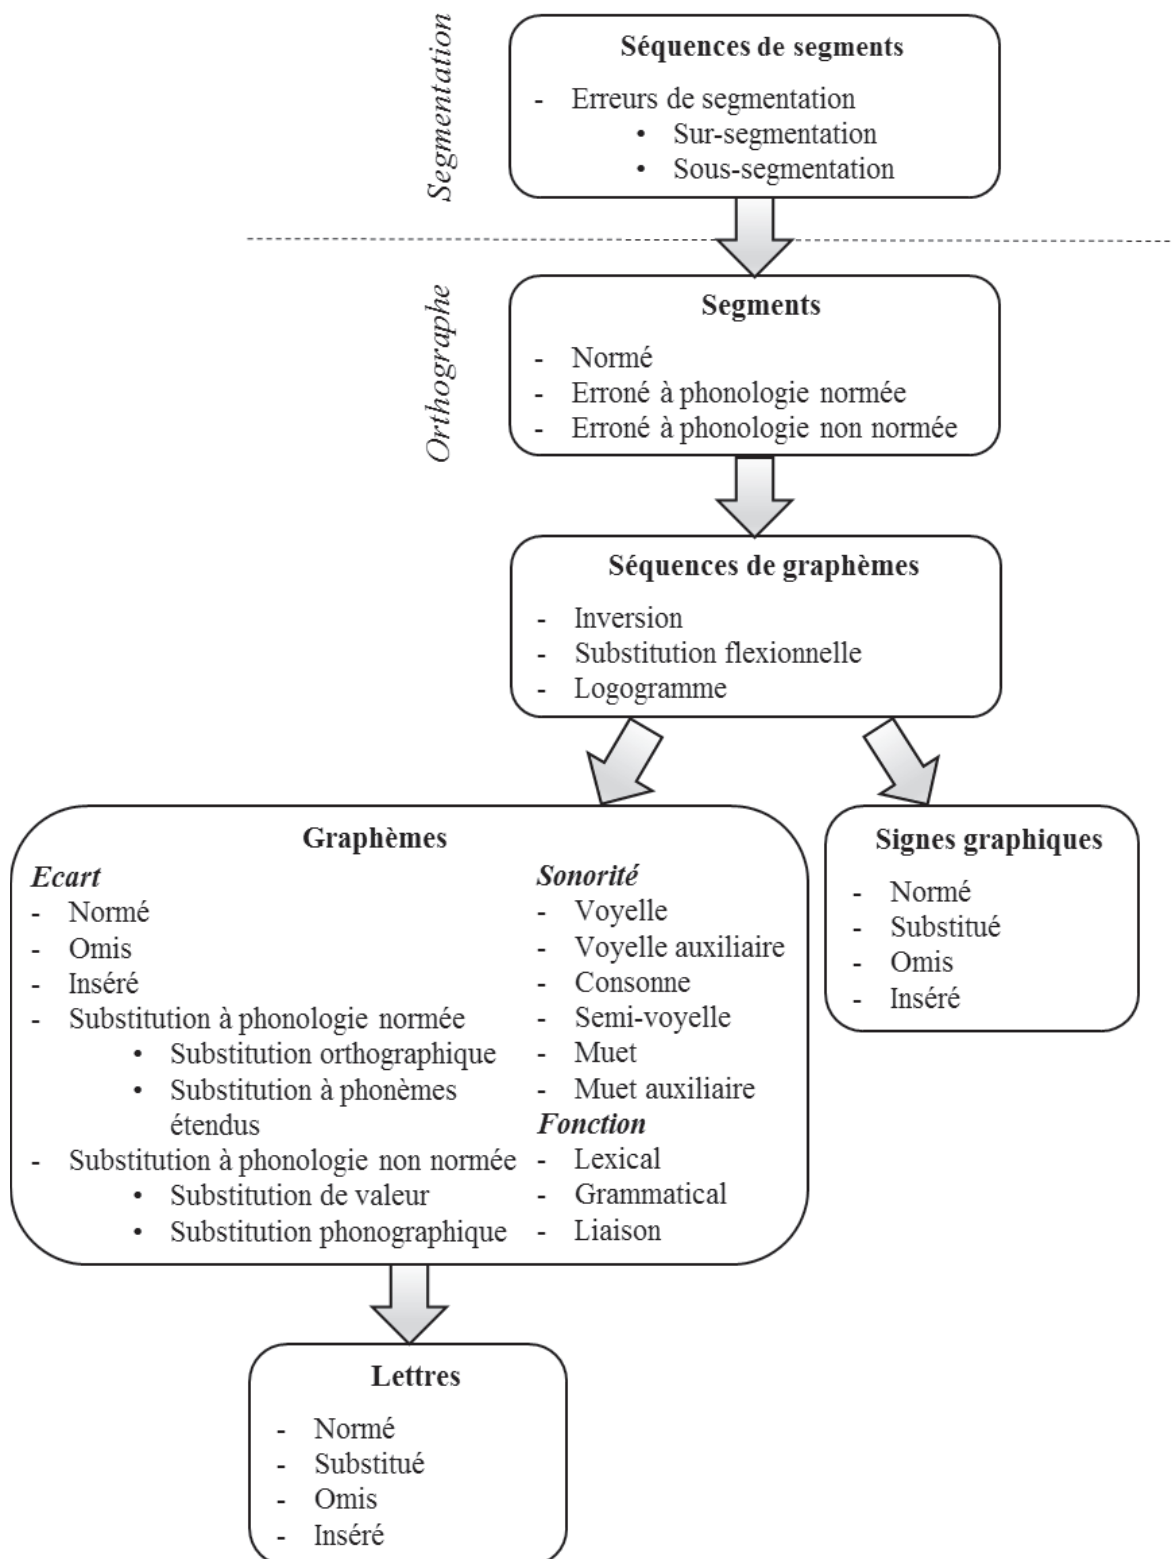 Segmentation
Séquences de segments
- Erreurs de segmentation
• Sur-segmentation
• Sous-segmentation
Orthographe
Segments
- Normé
- Erroné à phonologie normée
- Erroné à phonologie non normée
Séquences de graphèmes
- Inversion
- Substitution flexionnelle
- Logogramme
Graphèmes
Ecart
- Normé
- Omis
- Inséré
- Substitution à phonologie normée
• Substitution orthographique
• Substitution à phonèmes
étendus
- Substitution à phonologie non normée
• Substitution de valeur
• Substitution phonographique
Sonorité
- Voyelle
- Voyelle auxiliaire
- Consonne
- Semi-voyelle
- Muet
- Muet auxiliaire
Fonction
- Lexical
- Grammatical
- Liaison
Signes graphiques
- Normé
- Substitué
- Omis
- Inséré
Lettres
- Normé
- Substitué
- Omis
- Inséré